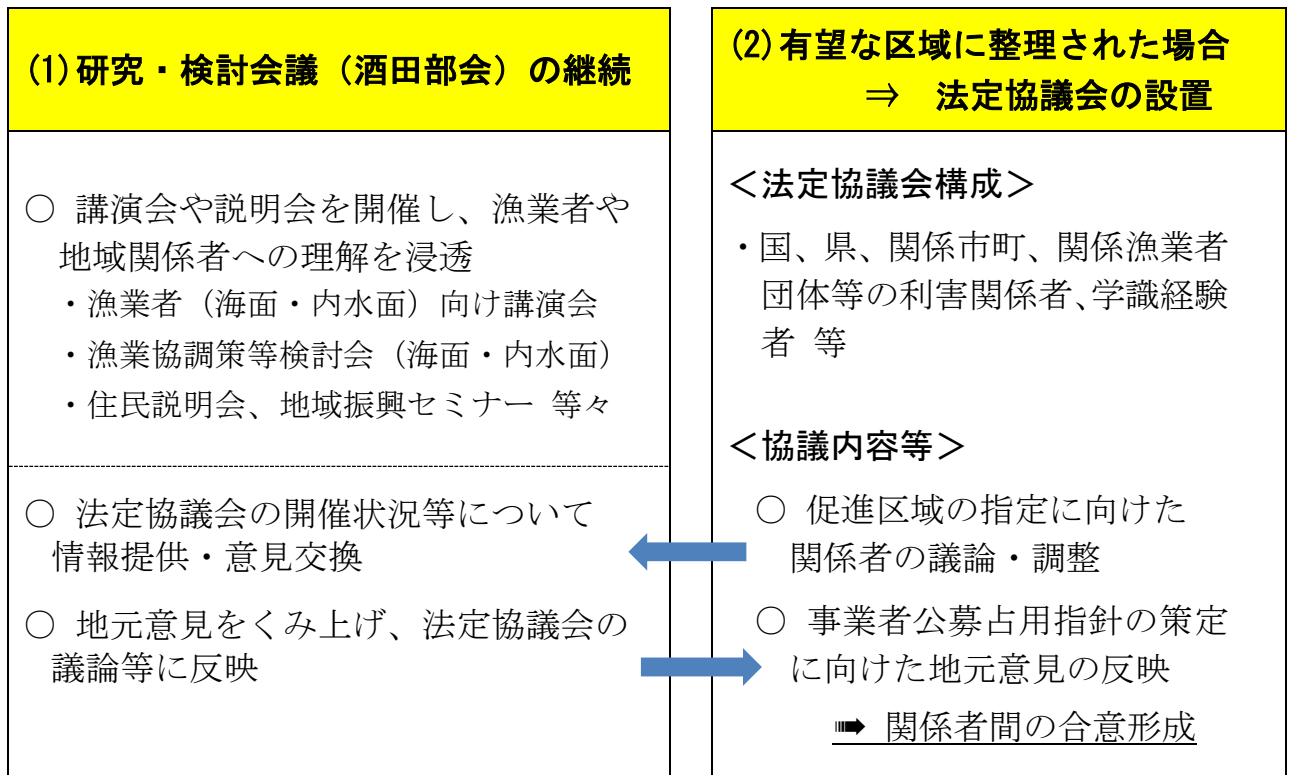 (1)研究・検討会議（酒田部会）の継続
○ 講演会や説明会を開催し、漁業者や
地域関係者への理解を浸透
・漁業者（海面・内水面）向け講演会
・漁業協調策等検討会（海面・内水面）
・住民説明会、地域振興セミナー 等々
○ 法定協議会の開催状況等について
情報提供・意見交換
○ 地元意見をくみ上げ、法定協議会の
議論等に反映
(2)有望な区域に整理された場合
⇒ 法定協議会の設置
＜法定協議会構成＞
・国、県、関係市町、関係漁業者
団体等の利害関係者、学識経験
者 等
＜協議内容等＞
○ 促進区域の指定に向けた
関係者の議論・調整
○ 事業者公募占用指針の策定
に向けた地元意見の反映
➠ 関係者間の合意形成